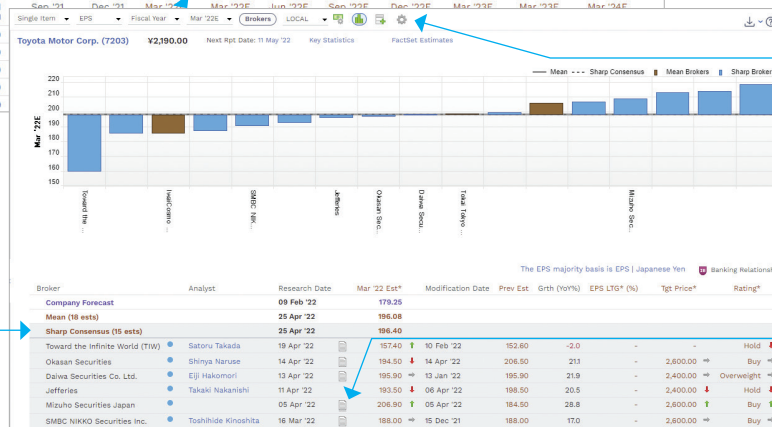 Sep '21 Dec '21 Mar '22E Mar'22E Jun '22E Sep '22E Dec '22E Mar'23E Mar '23E Mar'24E
Single Item EPS Fiscal Year Mar '22E Brokers LOCAL
Toyota Motor Corp. (7203) ¥2,190.00 Next Rpt Date: 11 May '22 Key Statistics FactSet Estimates
Mean Sharp Consensus Mean Brokers Sharp Broker
220
210
200
190
180
170
160
150
Mar '22E
Toward the ...
IwaiCosmo ...
SMBC NIK...
Jefferies
Okasan Sec...
Daiwa Secu...
Tokai Tokyo ...
Mizuho Sec...
The EPS majority basis is EPS | Japanese Yen Banking Relational
Broker Analyst Research Date Mar '22 Est* Modification Date Prev Est Grth (YoY%) EPS LTG* (%) Tgt Price* Rating*
Company Forecast 09 Feb '22 179.25
Mean (18 ests) 25 Apr '22 196.08
Sharp Consensus (15 ests) 25 Apr '22 196.40
Toward the Infinite World (TIW) Satoru Takada 19 Apr '22 157.40 10 Feb '22 152.60 -2.0 - - Hold
Okasan Securities Shinya Naruse 14 Apr '22 194.50 14 Apr '22 206.50 21.1 - 2,600.00 Buy
Daiwa Securities Co. Ltd. Eiji Hakomori 13 Apr '22 195.90 13 Jan '22 195.90 21.9 - 2,400.00 Overweight
Jefferies Takaki Nakanishi 11 Apr '22 193.50 06 Apr '22 198.50 20.5 - 2,400.00 Hold
Mizuho Securities Japan 05 Apr '22 206.90 05 Apr '22 184.50 28.8 - 2,600.00 Buy
SMBC NIKKO Securities Inc. Toshihide Kinoshita 16 Mar '22 188.00 15 Dec '21 188.00 17.0 - 2,600.00 Buy